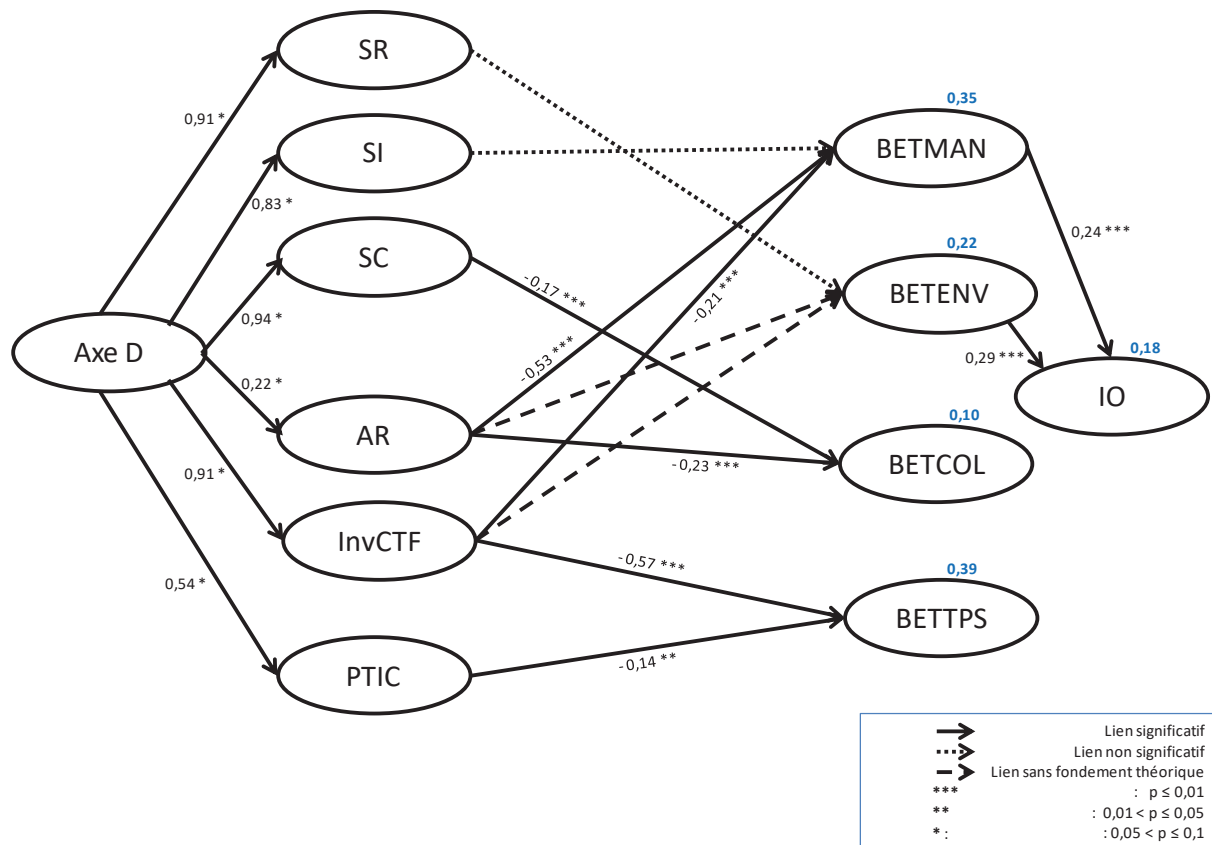 SR
0,35
0,91 *
BETMAN
SI
0,83 *
0,24 ***
0,22
SC
-0,17 ***
-0,21 ***
BETENV
0,94 *
Axe D
0,29 ***
0,18
-0,53 ***
0,22 *
IO
0,10
AR
-0,23 ***
BETCOL
0,91 *
InvCTF
-0,57 ***
0,39
0,54 *
BETTPS
-0,14 **
PTIC
Lien significatif
Lien non significatif
Lien sans fondement théorique
*** : p ≤ 0,01
** : 0,01 < p ≤ 0,05
* : : 0,05 < p ≤ 0,1